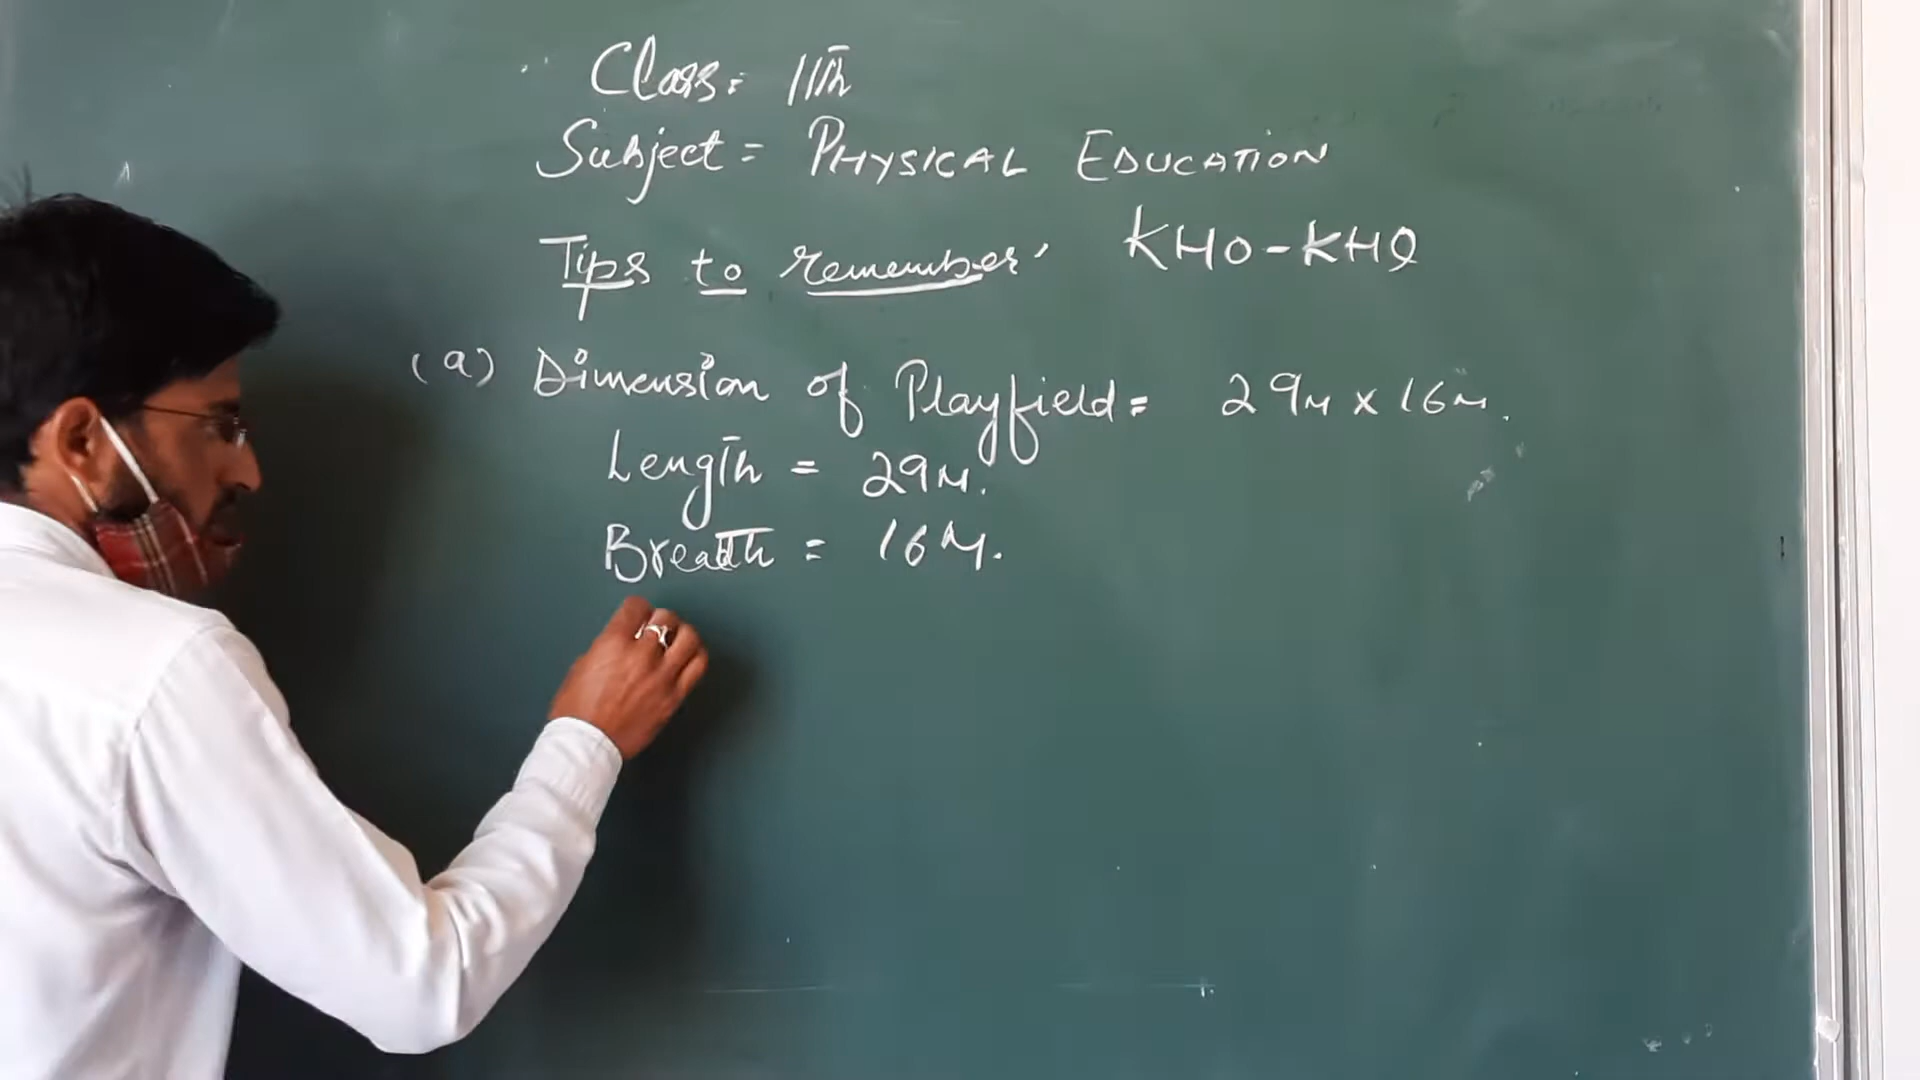 Class: 11th
Subject = PHYSICAL EDUCATION
Tips to remember' KHO-KHO
(a) Dimension of Playfield = 29M x 16M.
Length = 29M.
Breadth = 16M.